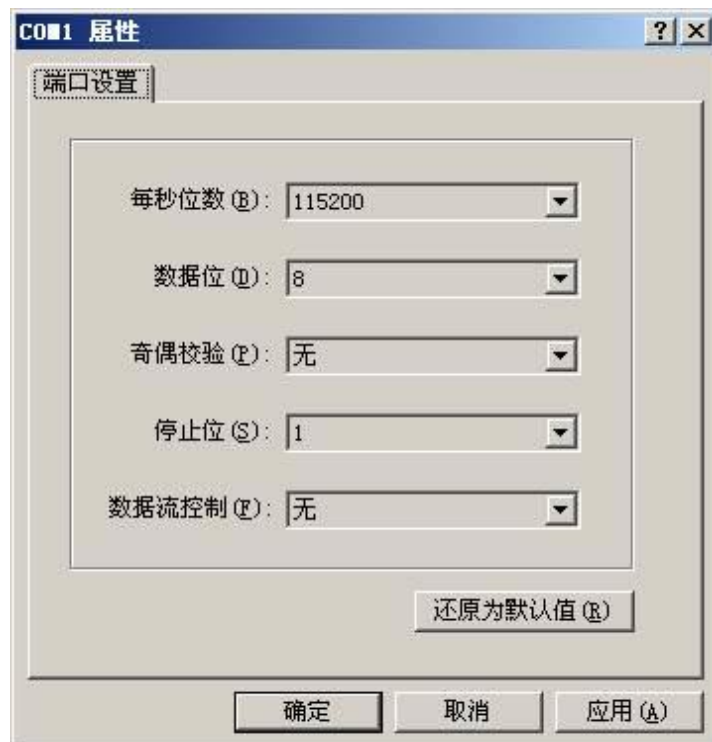 COM1 属性
端口设置
每秒位数(B): 115200
数据位(D): 8
奇偶校验(P): 无
停止位(S): 1
数据流控制(F): 无
还原为默认值(R)
确定 取消 应用(A)